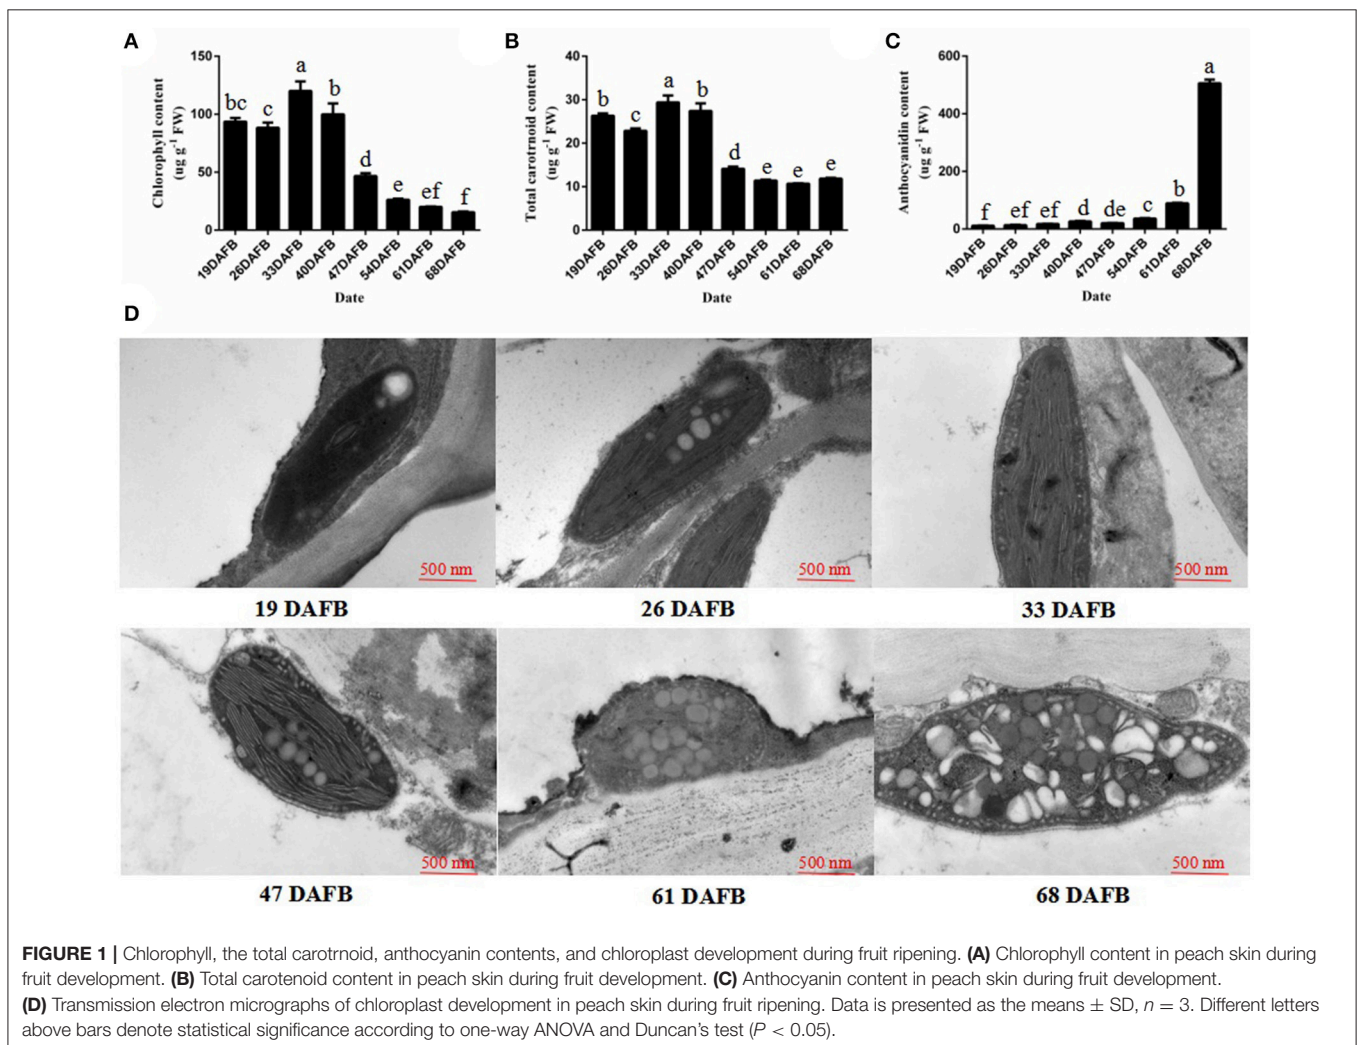 A
B
C
150
100
50
0
Chlorophyll content
(ug g-1 FW)
bc c a b d e ef f
19DAFB 26DAFB 33DAFB 40DAFB 47DAFB 54DAFB 61DAFB 68DAFB
Date
40
30
20
10
0
Total carotrnoid content
(ug g-1 FW)
b c a b d e e e
19DAFB 26DAFB 33DAFB 40DAFB 47DAFB 54DAFB 61DAFB 68DAFB
Date
600
400
200
0
Anthocyanidin content
(ug g-1 FW)
f ef ef d de c b a
19DAFB 26DAFB 33DAFB 40DAFB 47DAFB 54DAFB 61DAFB 68DAFB
Date
D
500 nm
500 nm
500 nm
19 DAFB
26 DAFB
33 DAFB
500 nm
500 nm
500 nm
47 DAFB
61 DAFB
68 DAFB
FIGURE 1 | Chlorophyll, the total carotrnoid, anthocyanin contents, and chloroplast development during fruit ripening. (A) Chlorophyll content in peach skin during
fruit development. (B) Total carotenoid content in peach skin during fruit development. (C) Anthocyanin content in peach skin during fruit development.
(D) Transmission electron micrographs of chloroplast development in peach skin during fruit ripening. Data is presented as the means ± SD, n = 3. Different letters
above bars denote statistical significance according to one-way ANOVA and Duncan's test (P < 0.05).